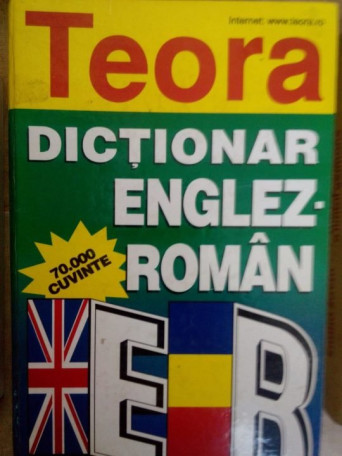 Internet: www.teora.ro
Teora
DICȚIONAR
ENGLEZ-
ROMÂN
70.000
CUVINTE
E R